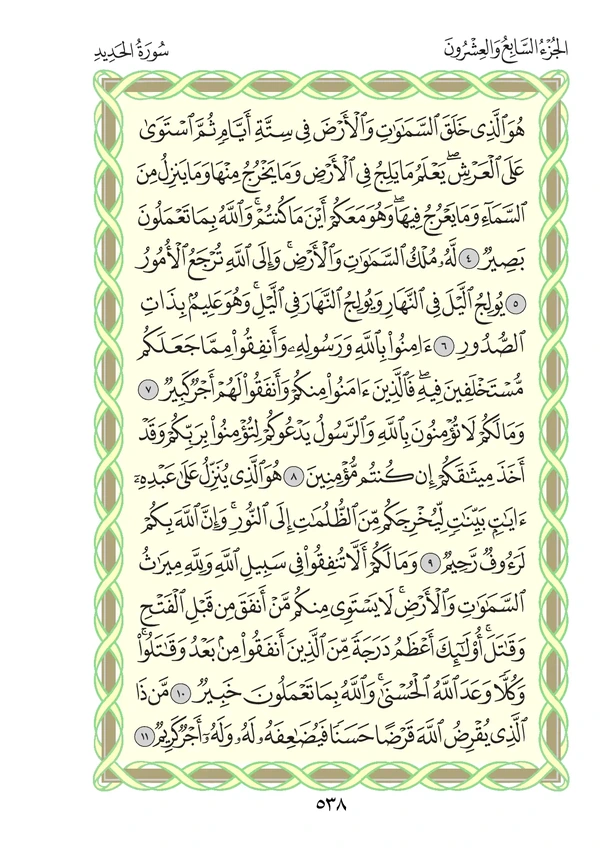 الجُزْءُ السَّابِعُ وَالعِشْرُونَ
سُورَةُ الحَدِيدِ
هُوَ ٱلَّذِى خَلَقَ ٱلسَّمَٰوَٰتِ وَٱلْأَرْضَ فِى سِتَّةِ أَيَّامٍ ثُمَّ ٱسْتَوَىٰ
عَلَى ٱلْعَرْشِ ۖ يَعْلَمُ مَا يَلِجُ فِى ٱلْأَرْضِ وَمَا يَخْرُجُ مِنْهَا وَمَا يَنزِلُ مِنَ
ٱلسَّمَآءِ وَمَا يَعْرُجُ فِيهَا ۖ وَهُوَ مَعَكُمْ أَيْنَ مَا كُنتُمْ ۚ وَٱللَّهُ بِمَا تَعْمَلُونَ
بَصِيرٌ ٤ لَّهُۥ مُلْكُ ٱلسَّمَٰوَٰتِ وَٱلْأَرْضِ ۚ وَإِلَى ٱللَّهِ تُرْجَعُ ٱلْأُمُورُ
٥ يُولِجُ ٱلَّيْلَ فِى ٱلنَّهَارِ وَيُولِجُ ٱلنَّهَارَ فِى ٱلَّيْلِ ۚ وَهُوَ عَلِيمٌۢ بِذَاتِ
ٱلصُّدُورِ ٦ ءَامِنُوا۟ بِٱللَّهِ وَرَسُولِهِۦ وَأَنفِقُوا۟ مِمَّا جَعَلَكُم
مُّسْتَخْلَفِينَ فِيهِ ۖ فَٱلَّذِينَ ءَامَنُوا۟ مِنكُمْ وَأَنفَقُوا۟ لَهُمْ أَجْرٌ كَبِيرٌ ٧
وَمَا لَكُمْ لَا تُؤْمِنُونَ بِٱللَّهِ ۙ وَٱلرَّسُولُ يَدْعُوكُمْ لِتُؤْمِنُوا۟ بِرَبِّكُمْ وَقَدْ
أَخَذَ مِيثَٰقَكُمْ إِن كُنتُم مُّؤْمِنِينَ ٨ هُوَ ٱلَّذِى يُنَزِّلُ عَلَىٰ عَبْدِهِۦٓ
ءَايَٰتٍۭ بَيِّنَٰتٍ لِّيُخْرِجَكُم مِّنَ ٱلظُّلُمَٰتِ إِلَى ٱلنُّورِ ۚ وَإِنَّ ٱللَّهَ بِكُمْ
لَرَءُوفٌ رَّحِيمٌ ٩ وَمَا لَكُمْ أَلَّا تُنفِقُوا۟ فِى سَبِيلِ ٱللَّهِ وَلِلَّهِ مِيرَٰثُ
ٱلسَّمَٰوَٰتِ وَٱلْأَرْضِ ۚ لَا يَسْتَوِى مِنكُم مَّنْ أَنفَقَ مِن قَبْلِ ٱلْفَتْحِ
وَقَٰتَلَ ۚ أُو۟لَٰٓئِكَ أَعْظَمُ دَرَجَةً مِّنَ ٱلَّذِينَ أَنفَقُوا۟ مِنۢ بَعْدُ وَقَٰتَلُوا۟ ۚ
وَكُلًّا وَعَدَ ٱللَّهُ ٱلْحُسْنَىٰ ۚ وَٱللَّهُ بِمَا تَعْمَلُونَ خَبِيرٌ ١٠ مَّن ذَا
ٱلَّذِى يُقْرِضُ ٱللَّهَ قَرْضًا حَسَنًا فَيُضَٰعِفَهُۥ لَهُۥ وَلَهُۥٓ أَجْرٌ كَرِيمٌ ١١
٥٣٨